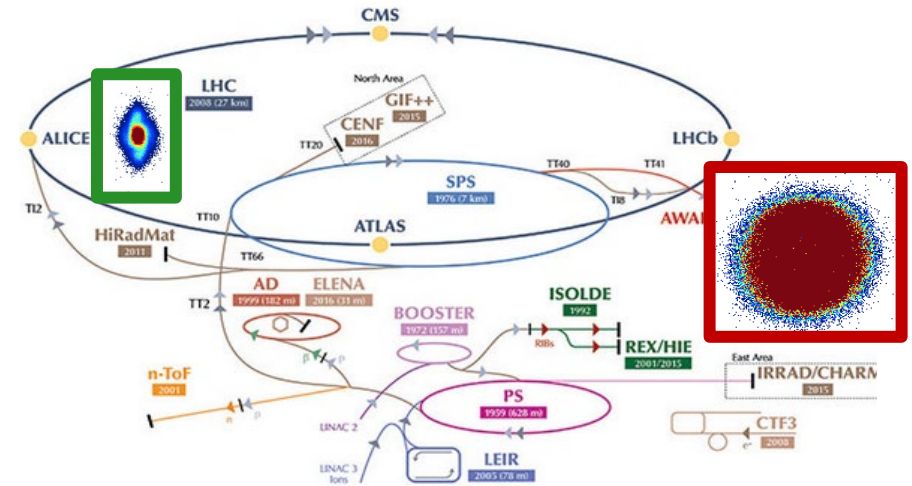 CMS
LHC
2008 (27 km)
North Area
GIF++
2015
CENF
2016
TT20
ALICE
LHCb
TT40
TT41
SPS
1976 (7 km)
TI8
TI2
TT10
ATLAS
HiRadMat
2011
TT66
AD
1999 (182 m)
ELENA
2016 (31 m)
TT2
BOOSTER
1972 (157 m)
ISOLDE
1992
RIBs
REX/HIE
2001/2015
East Area
IRRAD/CHARM
2015
n-ToF
2001
n
p
p
PS
1959 (628 m)
LINAC 2
CTF3
2008
e-
LINAC 3
Ions
LEIR
2005 (78 m)